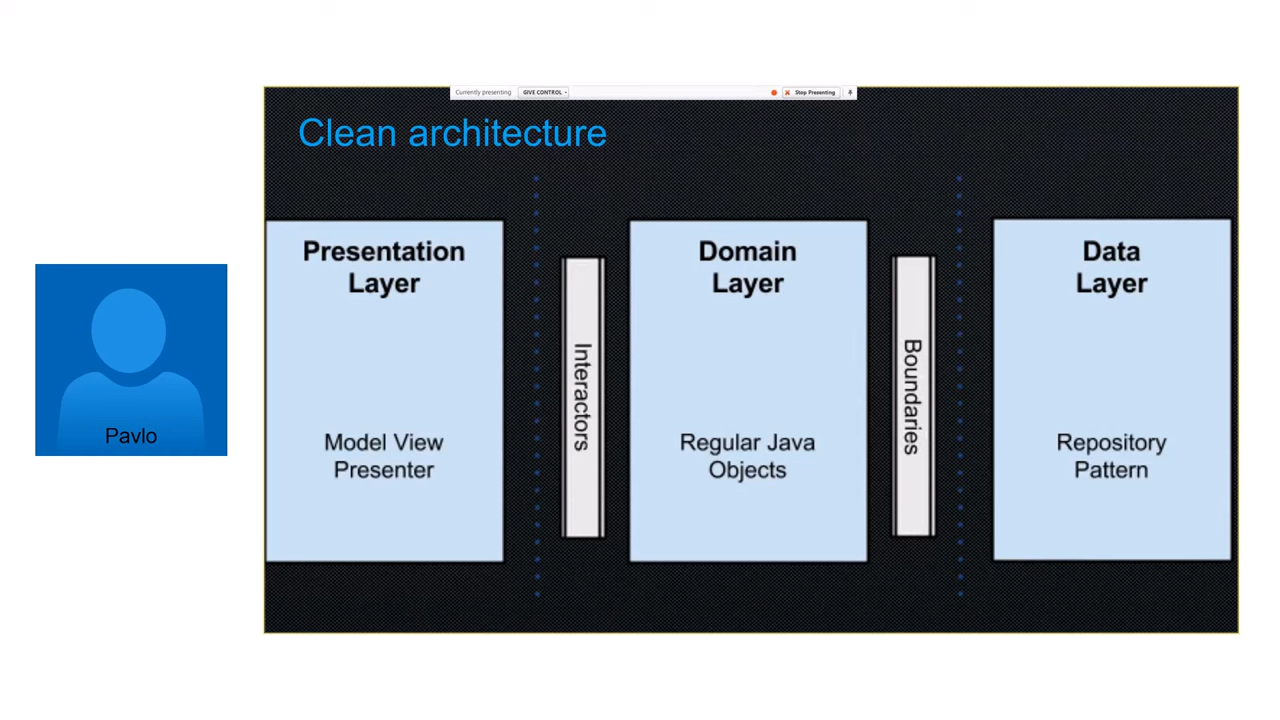 Currently presenting GIVE CONTROL Stop Presenting
Clean architecture
Presentation
Layer
Model View
Presenter
Interactors
Domain
Layer
Regular Java
Objects
Boundaries
Data
Layer
Repository
Pattern
Pavlo